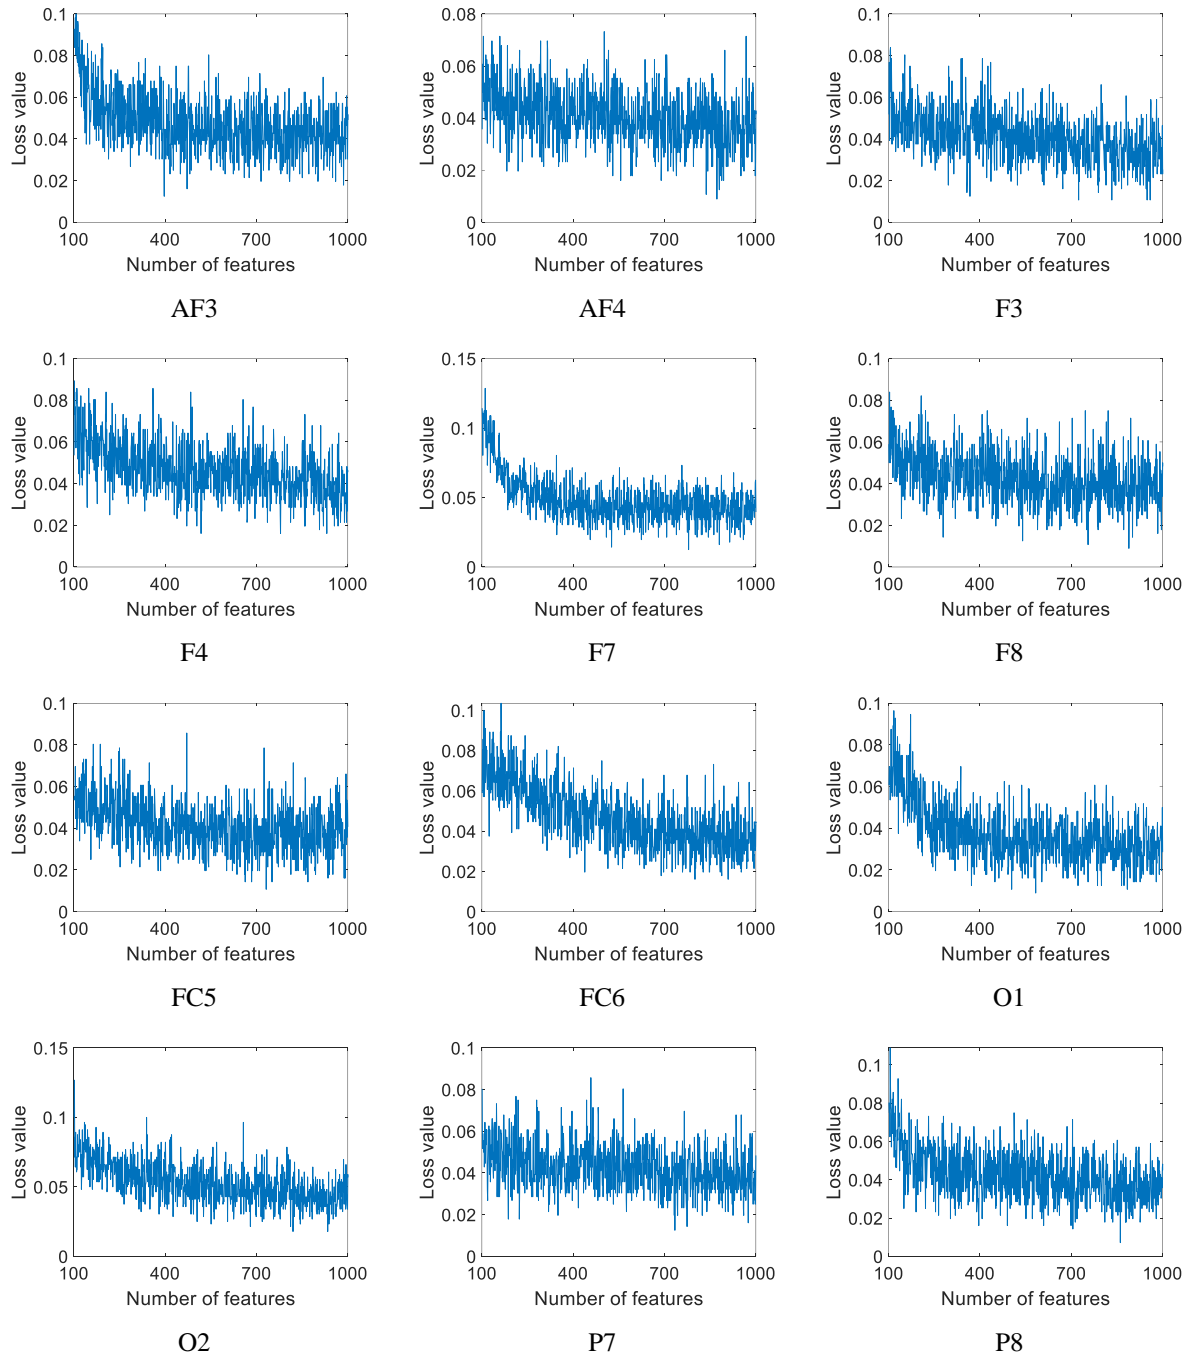 0.1 0.08 0.1
0.08 0.08
0.06
0.06 0.06
0.04
0.04 0.04
0.02
0.02 0.02
0 0 0
Loss value Loss value Loss value
100 400 700 1000 100 400 700 1000 100 400 700 1000
Number of features Number of features Number of features
AF3 AF4 F3
0.1 0.15 0.1
0.08 0.08
0.1
0.06 0.06
0.04 0.05 0.04
0.02 0.02
0 0 0
Loss value Loss value Loss value
100 400 700 1000 100 400 700 1000 100 400 700 1000
Number of features Number of features Number of features
F4 F7 F8
0.1 0.1 0.1
0.08 0.08 0.08
0.06 0.06 0.06
0.04 0.04 0.04
0.02 0.02 0.02
0 0 0
Loss value Loss value Loss value
100 400 700 1000 100 400 700 1000 100 400 700 1000
Number of features Number of features Number of features
FC5 FC6 O1
0.15 0.1 0.1
0.08 0.08
0.1
0.06 0.06
0.05 0.04 0.04
0.02 0.02
0 0 0
Loss value Loss value Loss value
100 400 700 1000 100 400 700 1000 100 400 700 1000
Number of features Number of features Number of features
O2 P7 P8